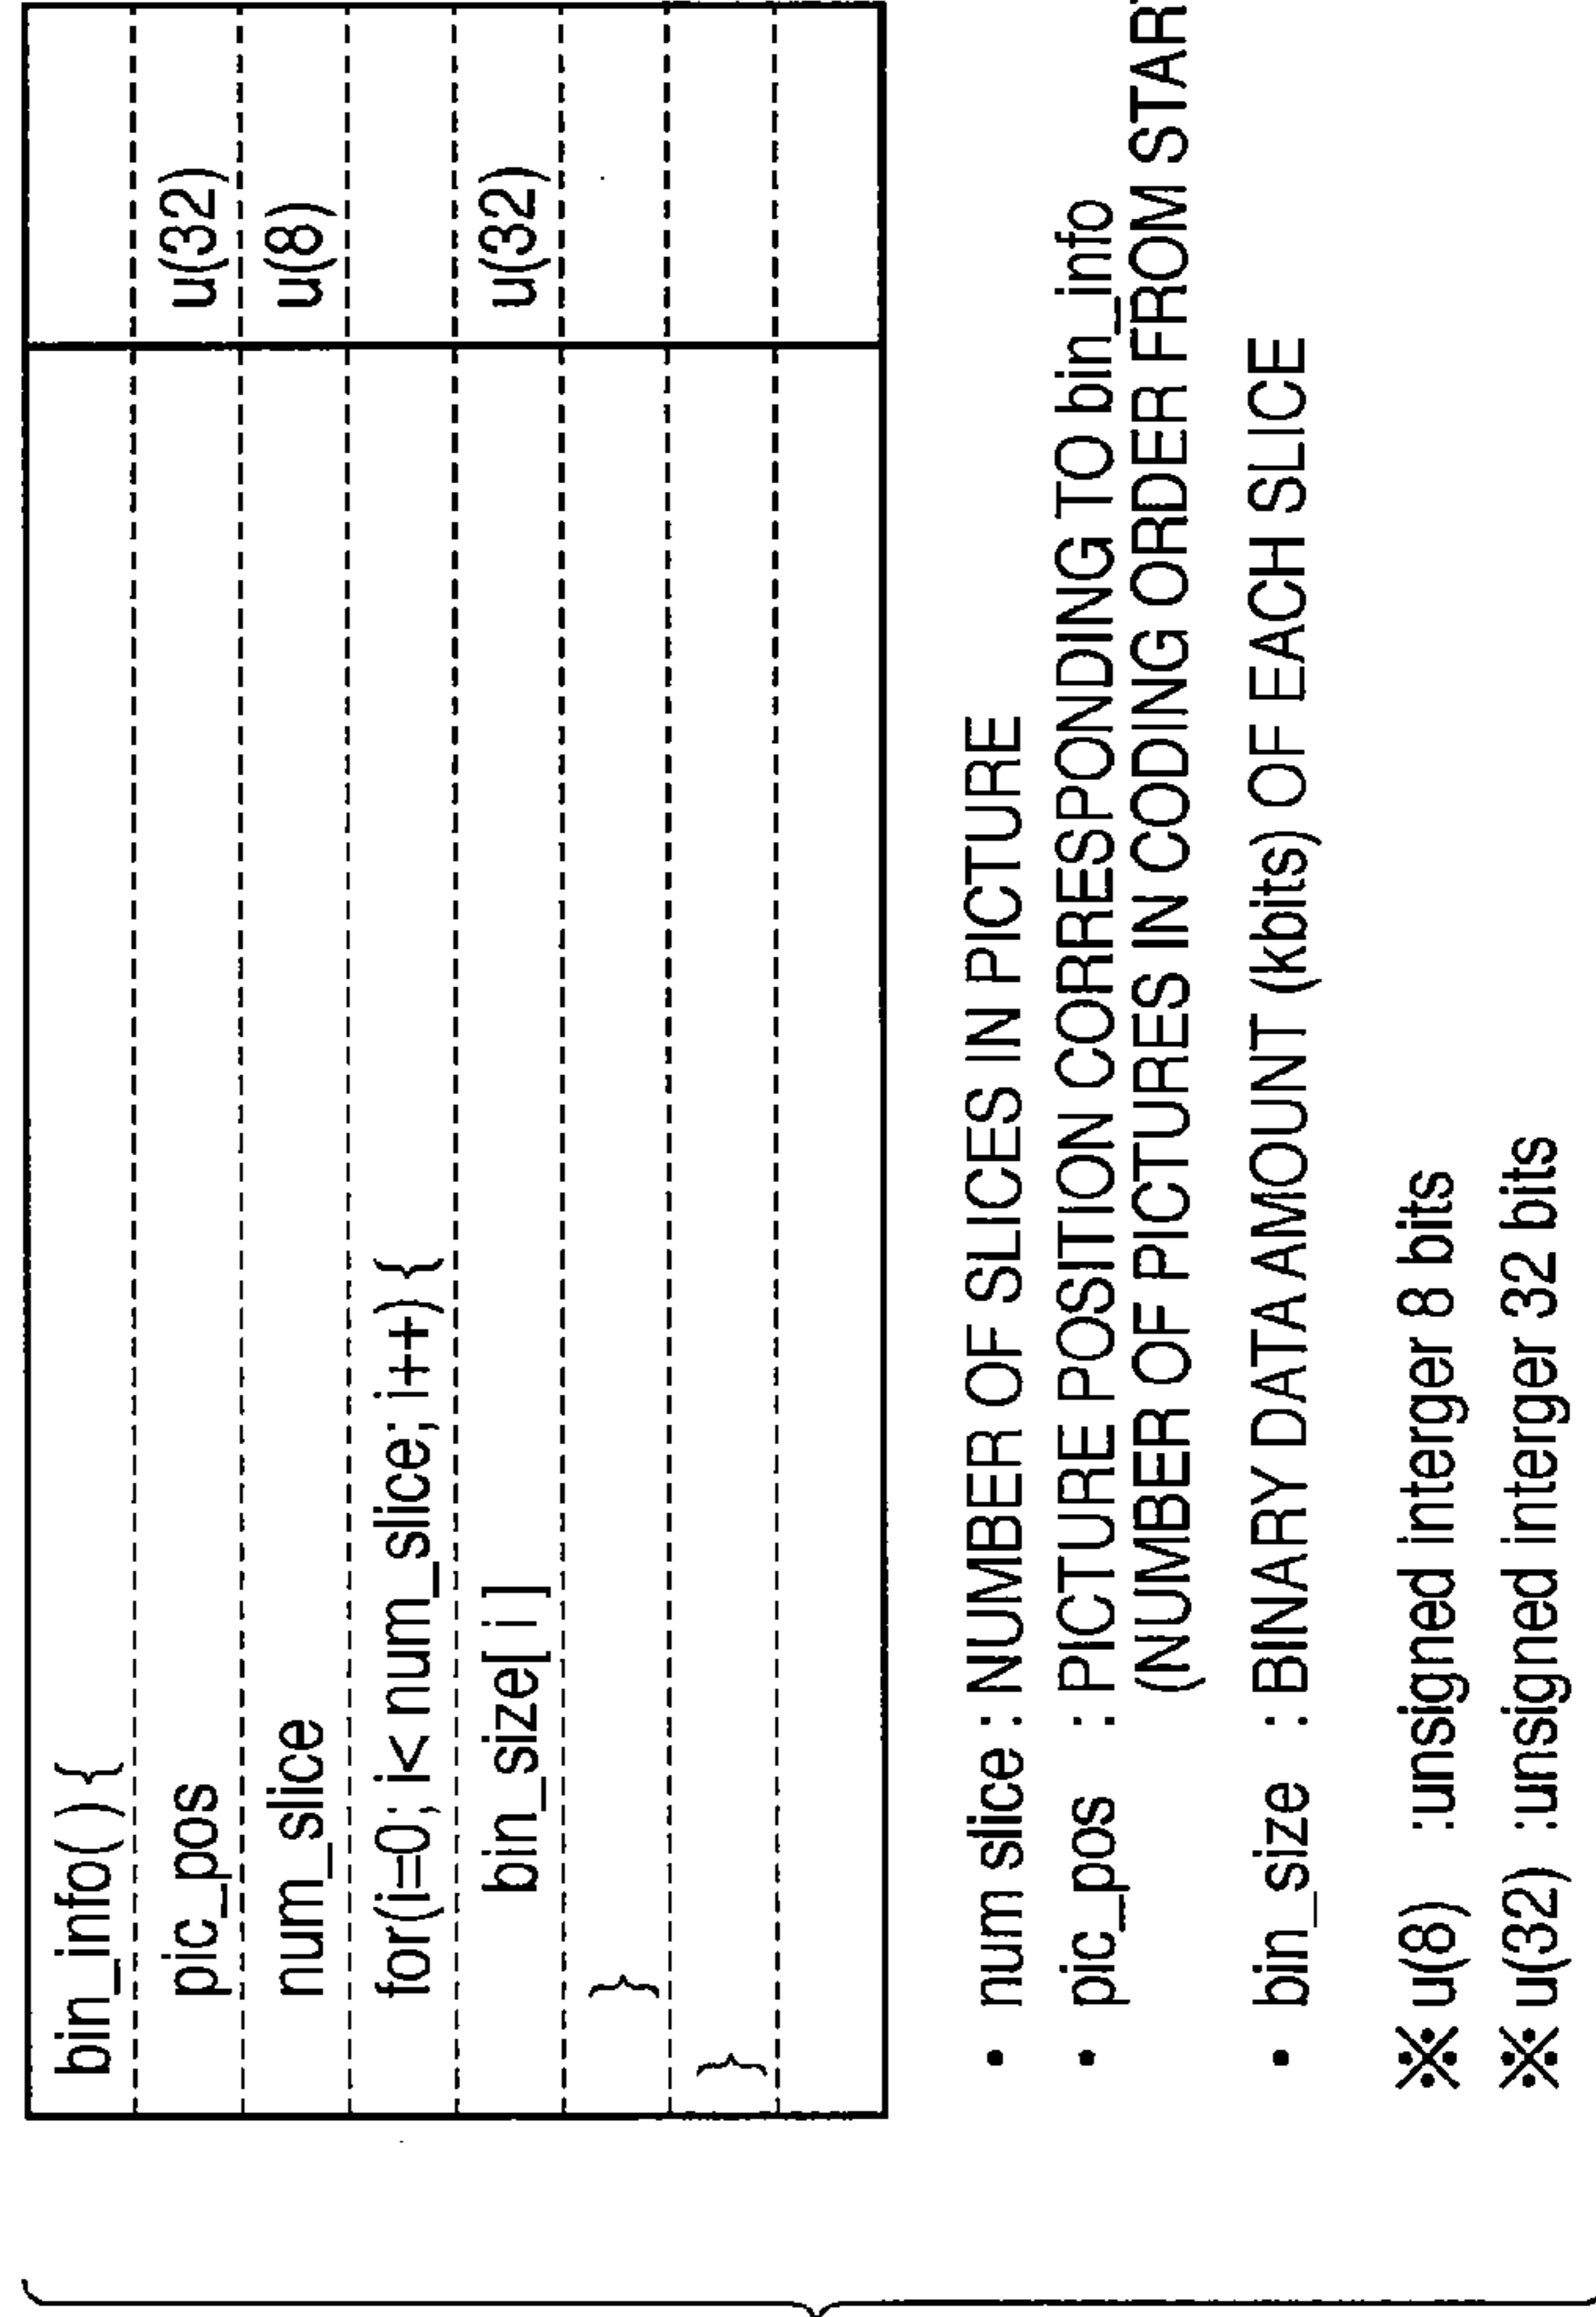 bin_info( ) {
pic_pos u(32)
num_slice u(8)
for(i=0 ; i< num_slice; i++) {
bin_size[ i ] u(32)
}
}
• num slice : NUMBER OF SLICES IN PICTURE
• pic_pos : PICTURE POSITION CORRESPONDING TO bin_info
(NUMBER OF PICTURES IN CODING ORDER FROM STAR
• bin_size : BINARY DATA AMOUNT (kbits) OF EACH SLICE
※ u(8) :unsigned interger 8 bits
※ u(32) :unsigned interger 32 bits